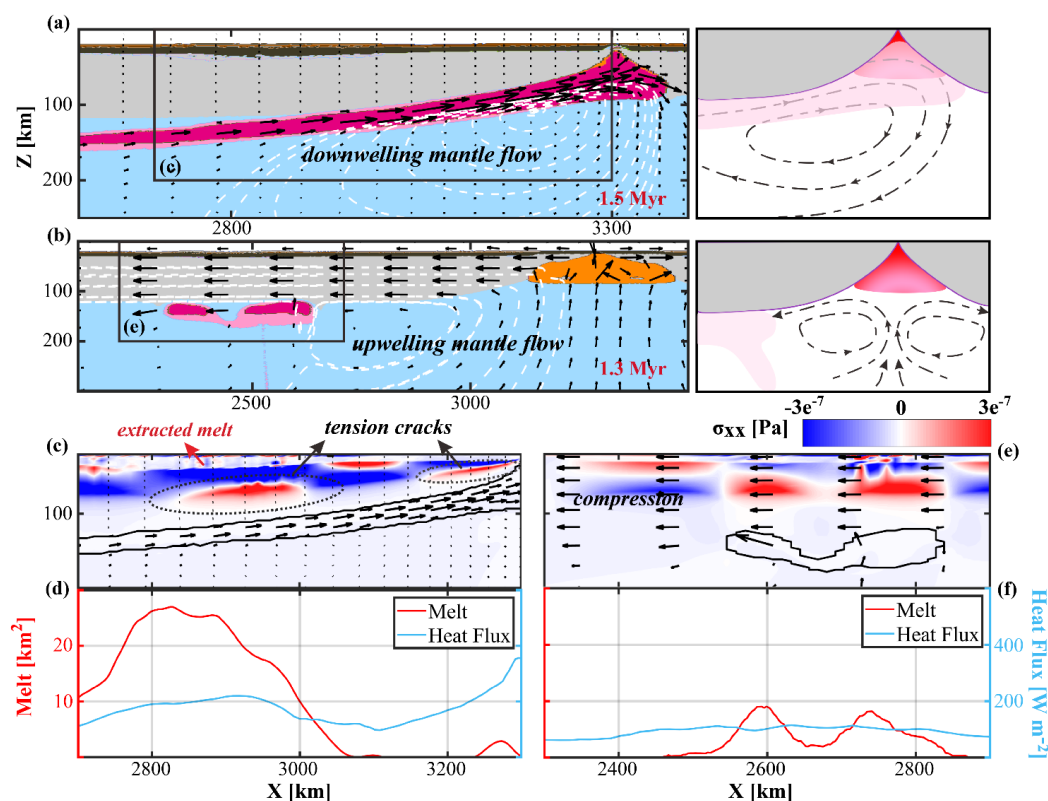 (a)
100
Z [km]
200
downwelling mantle flow
(c)
1.5 Myr
2800
3300
(b)
100
200
(e)
upwelling mantle flow
1.3 Myr
2500
3000
-3e-7
0
3e-7
σxx [Pa]
extracted melt
tension cracks
(c)
100
(e)
compression
(d)
Melt
Heat Flux
20
10
Melt [km2]
2800
3000
3200
X [km]
(f)
Melt
Heat Flux
400
200
Heat Flux [W m-2]
2400
2600
2800
X [km]